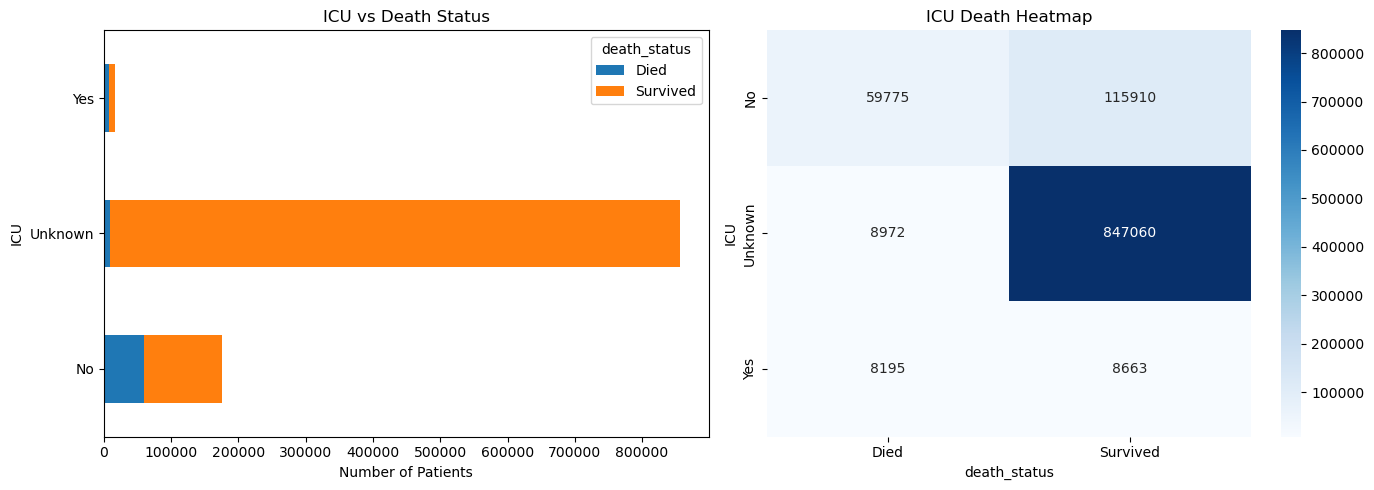 ICU vs Death Status
death_status
Died
Survived
Yes
Unknown
No
ICU
0 100000 200000 300000 400000 500000 600000 700000 800000
Number of Patients
ICU Death Heatmap
No
Unknown
Yes
ICU
59775 115910
8972 847060
8195 8663
Died Survived
death_status
800000
700000
600000
500000
400000
300000
200000
100000